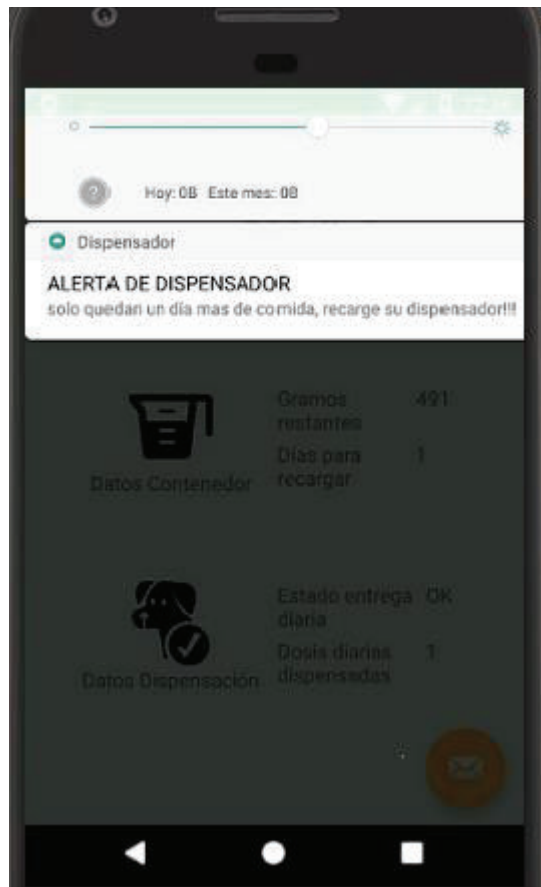 Hoy: 0B Este mes: 0B
Dispensador
ALERTA DE DISPENSADOR
solo quedan un día mas de comida, recarge su dispensador!!!
Gramos restantes 491
Días para recargar 1
Datos Contenedor
Estado entrega diaria OK
Dosis diarias dispensadas 1
Datos Dispensación